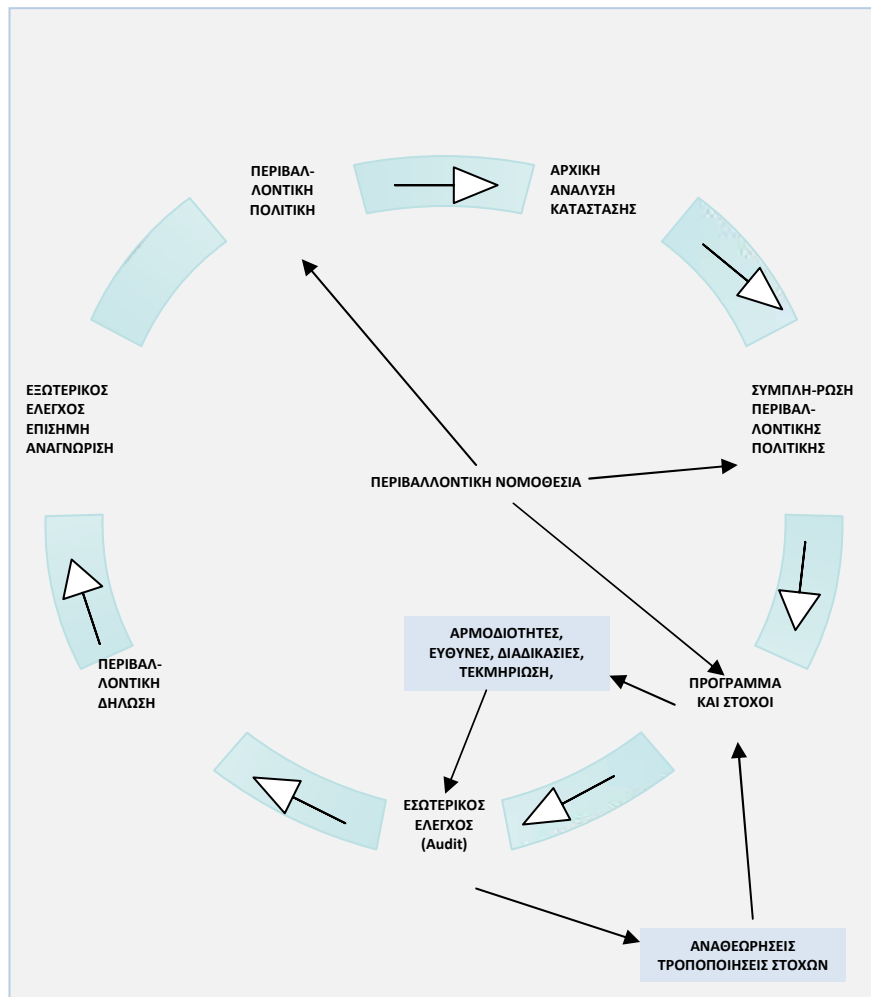 ΠΕΡΙΒΑΛ-
ΛΟΝΤΙΚΗ
ΠΟΛΙΤΙΚΗ
ΑΡΧΙΚΗ
ΑΝΑΛΥΣΗ
ΚΑΤΑΣΤΑΣΗΣ
ΕΞΩΤΕΡΙΚΟΣ
ΕΛΕΓΧΟΣ
ΕΠΙΣΗΜΗ
ΑΝΑΓΝΩΡΙΣΗ
ΣΥΜΠΛΗ-ΡΩΣΗ
ΠΕΡΙΒΑΛ-
ΛΟΝΤΙΚΗΣ
ΠΟΛΙΤΙΚΗΣ
ΠΕΡΙΒΑΛΛΟΝΤΙΚΗ ΝΟΜΟΘΕΣΙΑ
ΑΡΜΟΔΙΟΤΗΤΕΣ,
ΕΥΘΥΝΕΣ, ΔΙΑΔΙΚΑΣΙΕΣ,
ΤΕΚΜΗΡΙΩΣΗ,
ΠΕΡΙΒΑΛ-
ΛΟΝΤΙΚΗ
ΔΗΛΩΣΗ
ΠΡΟΓΡΑΜΜΑ
ΚΑΙ ΣΤΟΧΟΙ
ΕΣΩΤΕΡΙΚΟΣ
ΕΛΕΓΧΟΣ
(Audit)
ΑΝΑΘΕΩΡΗΣΕΙΣ
ΤΡΟΠΟΠΟΙΗΣΕΙΣ ΣΤΟΧΩΝ